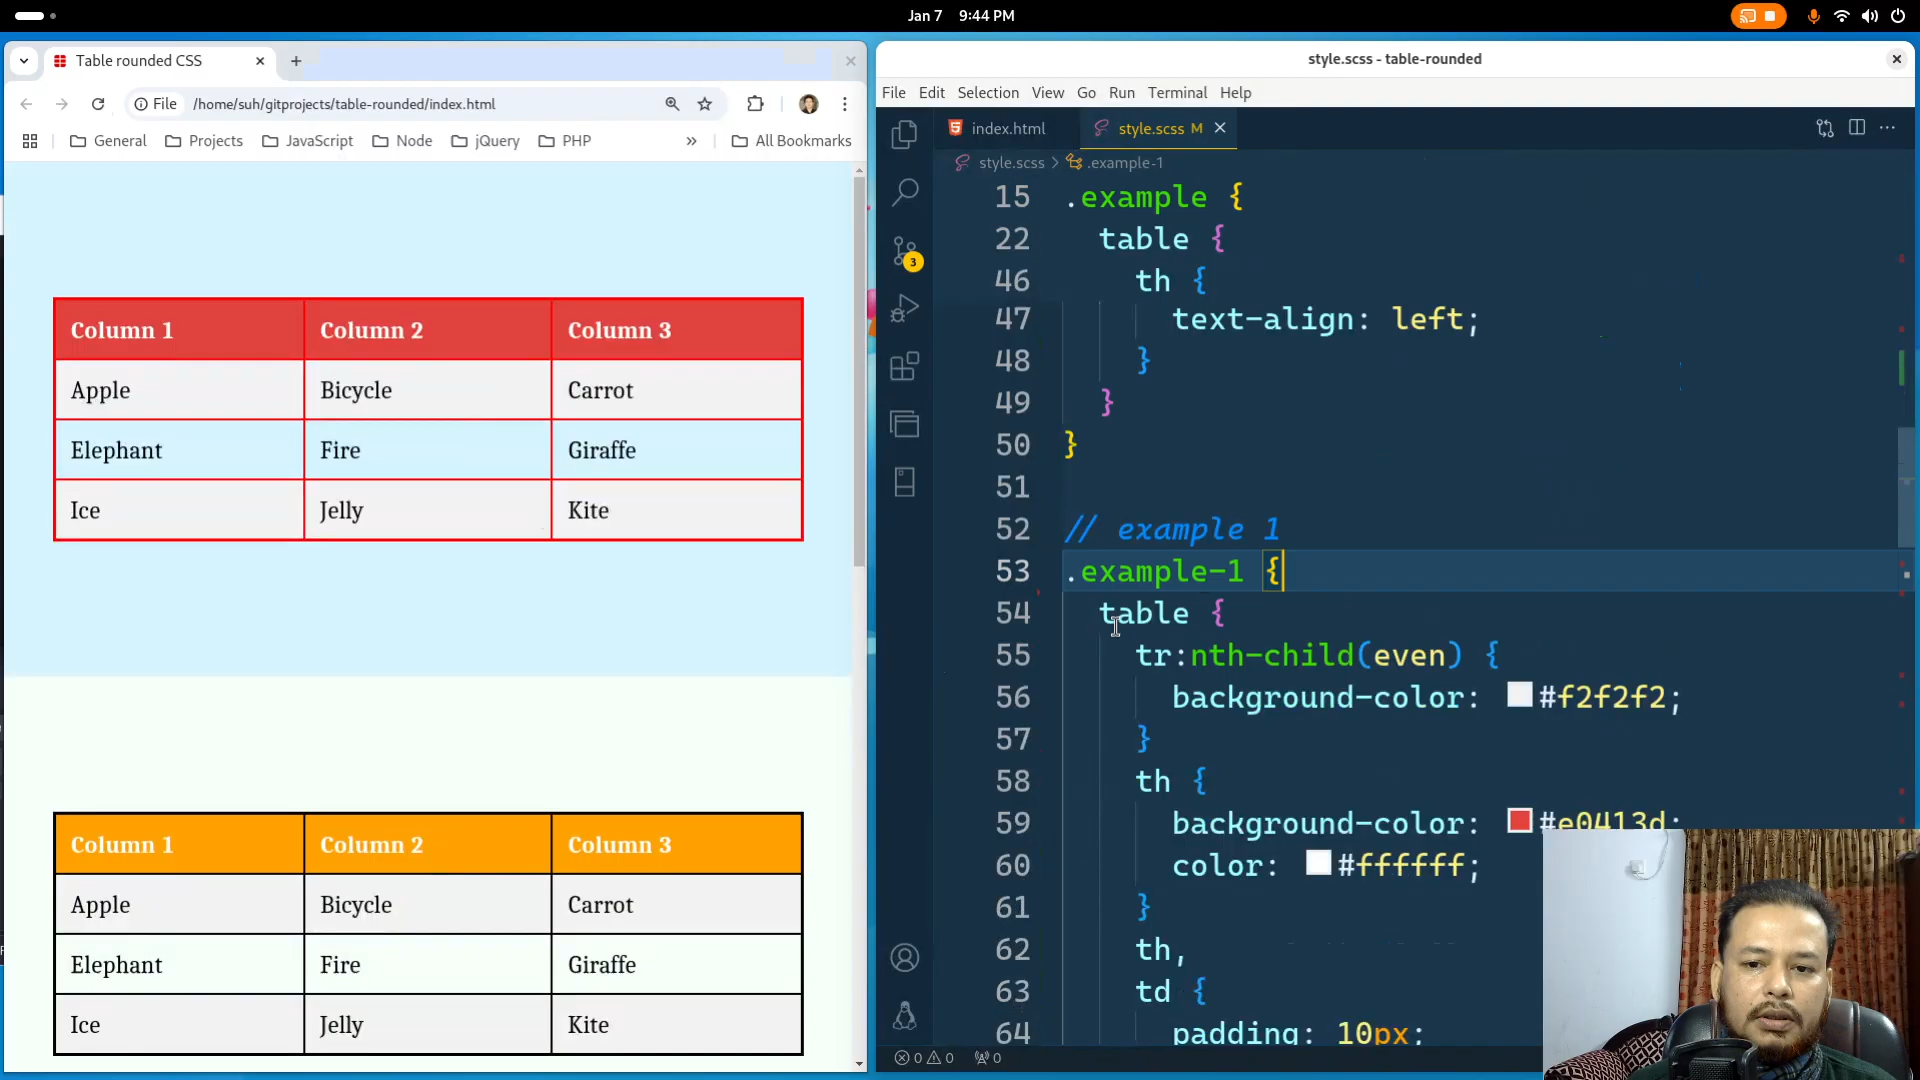 Jan 7 9:44 PM
Table rounded CSS
File /home/suh/gitprojects/table-rounded/index.html
General Projects JavaScript Node jQuery PHP » All Bookmarks
Column 1 Column 2 Column 3
Apple Bicycle Carrot
Elephant Fire Giraffe
Ice Jelly Kite
Column 1 Column 2 Column 3
Apple Bicycle Carrot
Elephant Fire Giraffe
Ice Jelly Kite
style.scss - table-rounded
File Edit Selection View Go Run Terminal Help
index.html style.scss M
style.scss > .example-1
3
15 .example {
22 table {
46 th {
47 text-align: left;
48 }
49 }
50 }
51
52 // example 1
53 .example-1 {
54 table {
55 tr:nth-child(even) {
56 background-color: #f2f2f2;
57 }
58 th {
59 background-color: #e0413d;
60 color: #ffffff;
61 }
62 th,
63 td {
64 padding: 10px;
0 0 0